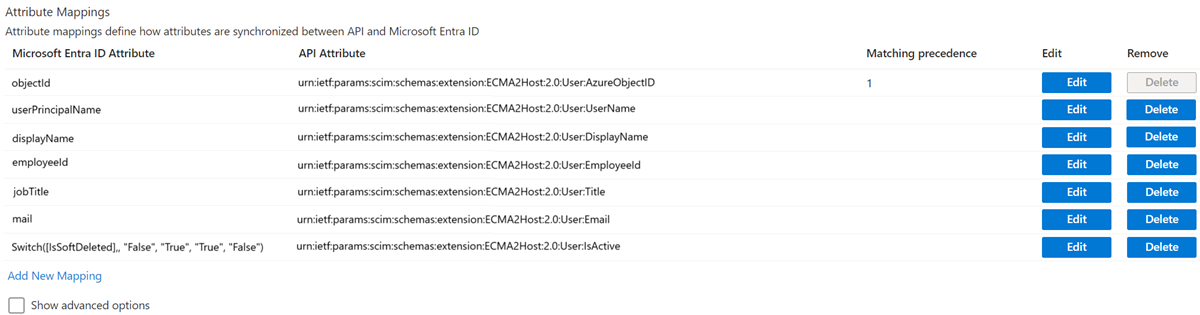 Attribute Mappings
Attribute mappings define how attributes are synchronized between API and Microsoft Entra ID
Microsoft Entra ID Attribute API Attribute Matching precedence Edit Remove
objectId urn:ietf:params:scim:schemas:extension:ECMA2Host:2.0:User:AzureObjectID 1 Edit Delete
userPrincipalName urn:ietf:params:scim:schemas:extension:ECMA2Host:2.0:User:UserName Edit Delete
displayName urn:ietf:params:scim:schemas:extension:ECMA2Host:2.0:User:DisplayName Edit Delete
employeeId urn:ietf:params:scim:schemas:extension:ECMA2Host:2.0:User:EmployeeId Edit Delete
jobTitle urn:ietf:params:scim:schemas:extension:ECMA2Host:2.0:User:Title Edit Delete
mail urn:ietf:params:scim:schemas:extension:ECMA2Host:2.0:User:Email Edit Delete
Switch([IsSoftDeleted],, "False", "True", "True", "False") urn:ietf:params:scim:schemas:extension:ECMA2Host:2.0:User:IsActive Edit Delete
Add New Mapping
Show advanced options